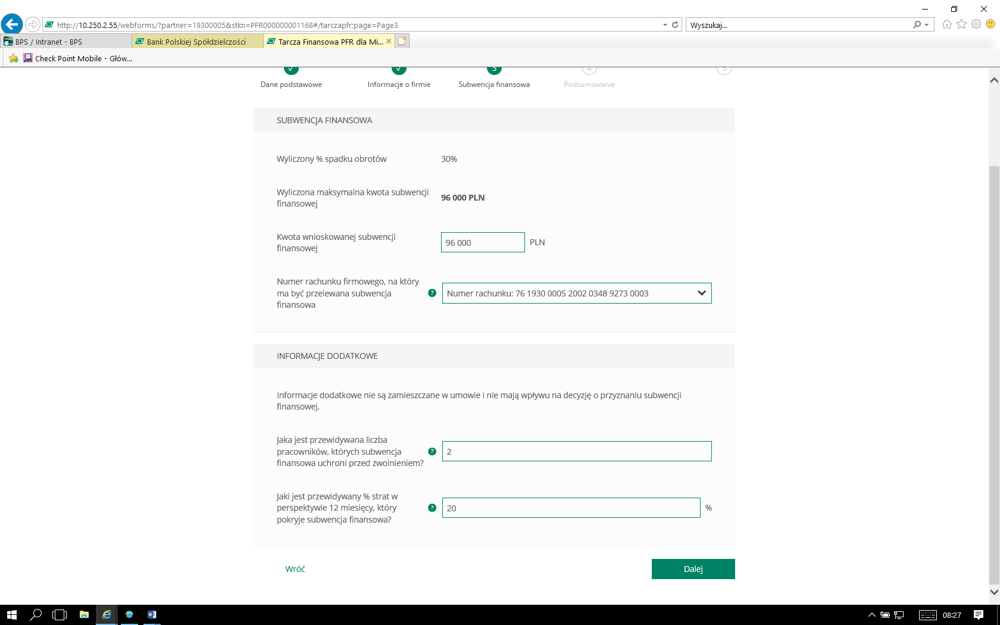 http://10.250.2.55/webforms/?partner=19300005&stkn=PFR000000001168#/tarczapfr;page=Page3
Wyszukaj...
BPS / Intranet - BPS
Bank Polskiej Spółdzielczości
Tarcza Finansowa PFR dla Mi...
Check Point Mobile - Głów...
3
4
5
Dane podstawowe
Informacje o firmie
Subwencja finansowa
Podsumowanie
SUBWENCJA FINANSOWA
Wyliczony % spadku obrotów
30%
Wyliczona maksymalna kwota subwencji
finansowej
96 000 PLN
Kwota wnioskowanej subwencji
finansowej
96 000
PLN
Numer rachunku firmowego, na który
ma być przelewana subwencja
finansowa
?
Numer rachunku: 76 1930 0005 2002 0348 9273 0003
INFORMACJE DODATKOWE
Informacje dodatkowe nie są zamieszczane w umowie i nie mają wpływu na decyzję o przyznaniu subwencji
finansowej.
Jaka jest przewidywana liczba
pracowników, których subwencja
finansowa uchroni przed zwolnieniem?
?
2
Jaki jest przewidywany % strat w
perspektywie 12 miesięcy, który
pokryje subwencja finansowa?
?
20
%
Wróć
Dalej
08:27